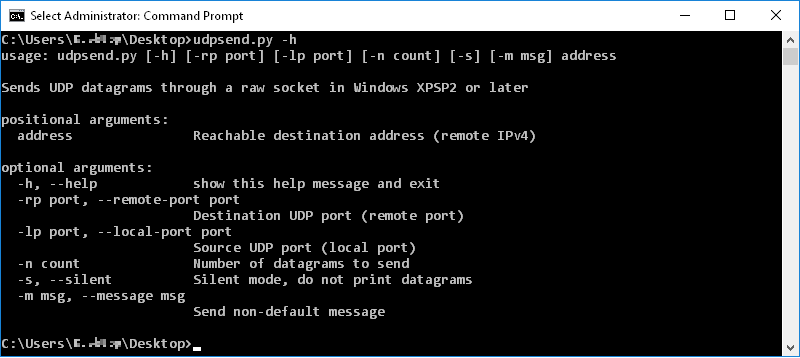 Select Administrator: Command Prompt
C:\Users\ \Desktop>udpsend.py -h
usage: udpsend.py [-h] [-rp port] [-lp port] [-n count] [-s] [-m msg] address
Sends UDP datagrams through a raw socket in Windows XPSP2 or later
positional arguments:
address Reachable destination address (remote IPv4)
optional arguments:
-h, --help show this help message and exit
-rp port, --remote-port port
Destination UDP port (remote port)
-lp port, --local-port port
Source UDP port (local port)
-n count Number of datagrams to send
-s, --silent Silent mode, do not print datagrams
-m msg, --message msg
Send non-default message
C:\Users\ \Desktop>